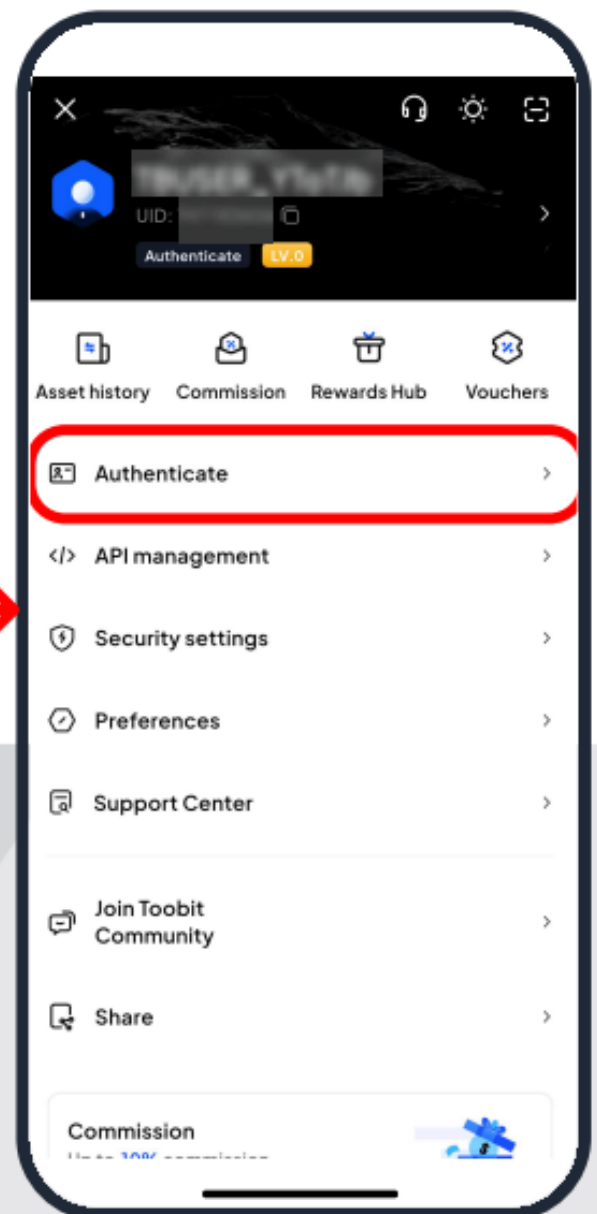 UID:
Authenticate LV.0
Asset history Commission Rewards Hub Vouchers
Authenticate
API management
Security settings
Preferences
Support Center
Join Toobit
Community
Share
Commission